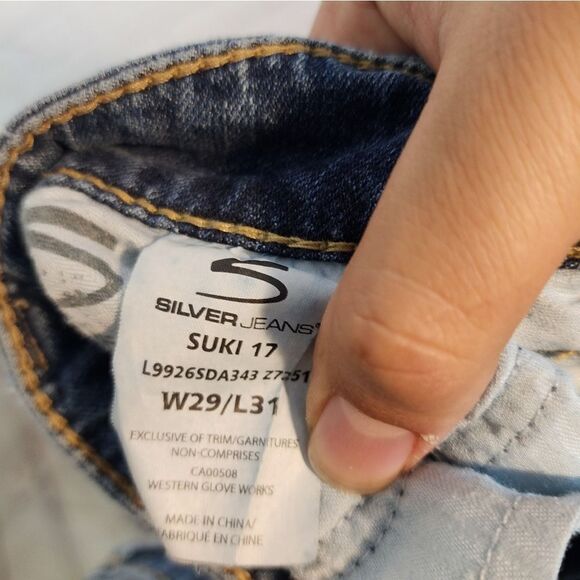 SILVER JEANS®
SUKI 17
L9926SDA343
W29/L31
EXCLUSIVE OF TRIM/GARNITURES
NON-COMPRISES
CA00508
WESTERN GLOVE WORKS
MADE IN CHINA/
FABRIQUÉ EN CHINE